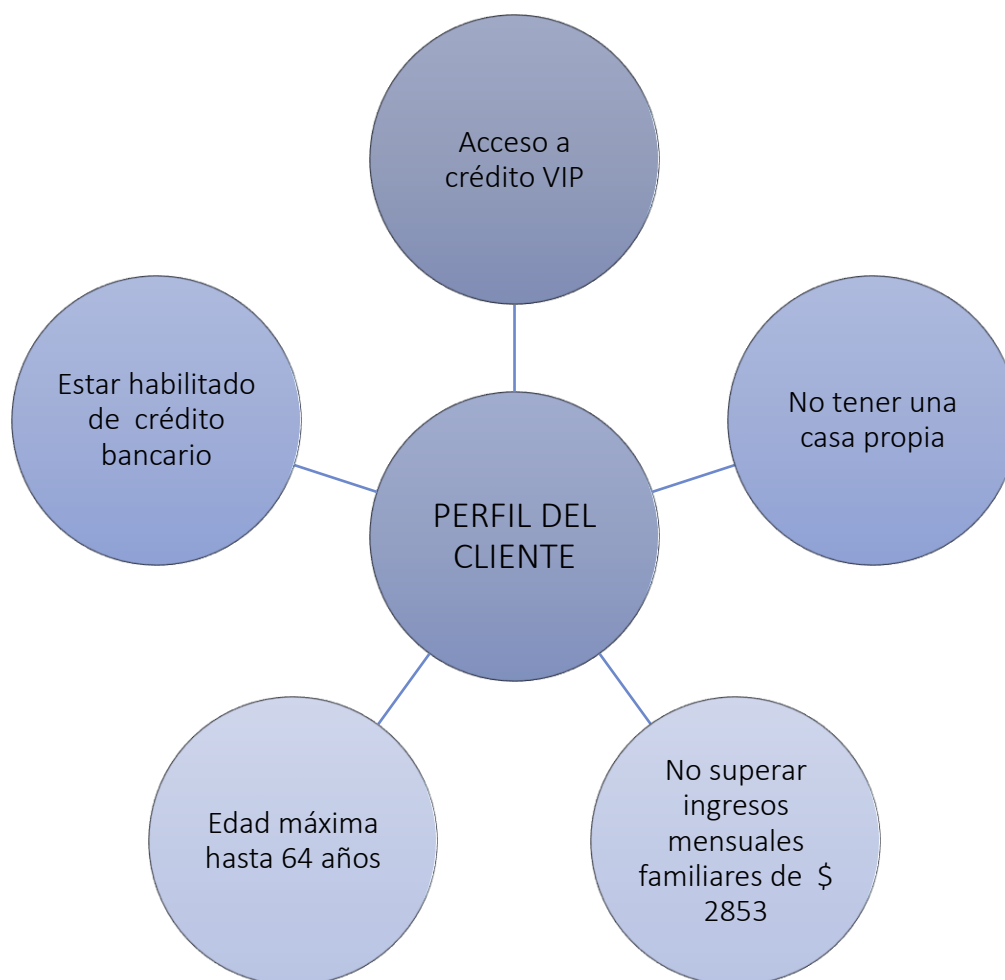 Acceso a
crédito VIP
Estar habilitado
de crédito
bancario
No tener una
casa propia
PERFIL DEL
CLIENTE
Edad máxima
hasta 64 años
No superar
ingresos
mensuales
familiares de $
2853